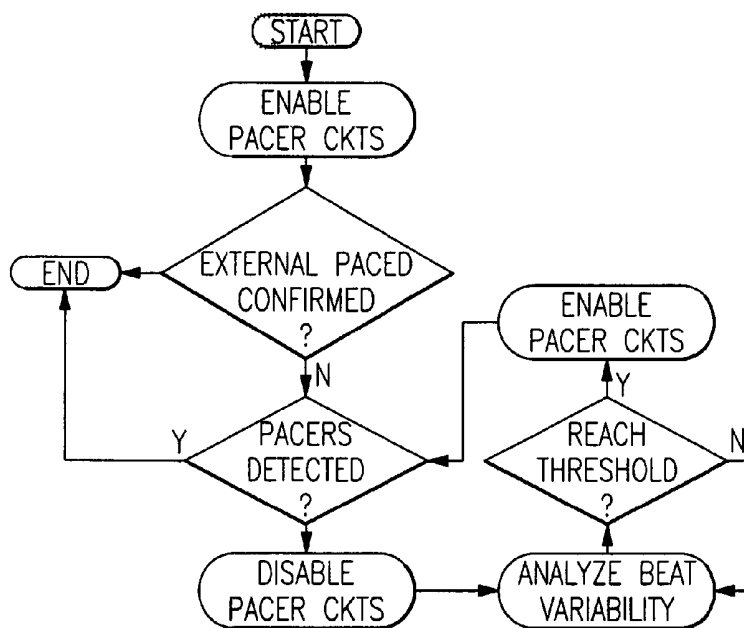 START
ENABLE
PACER CKTS
EXTERNAL PACED
CONFIRMED
?
END
N
ENABLE
PACER CKTS
Y
PACERS
DETECTED
?
Y
REACH
THRESHOLD
?
N
DISABLE
PACER CKTS
ANALYZE BEAT
VARIABILITY